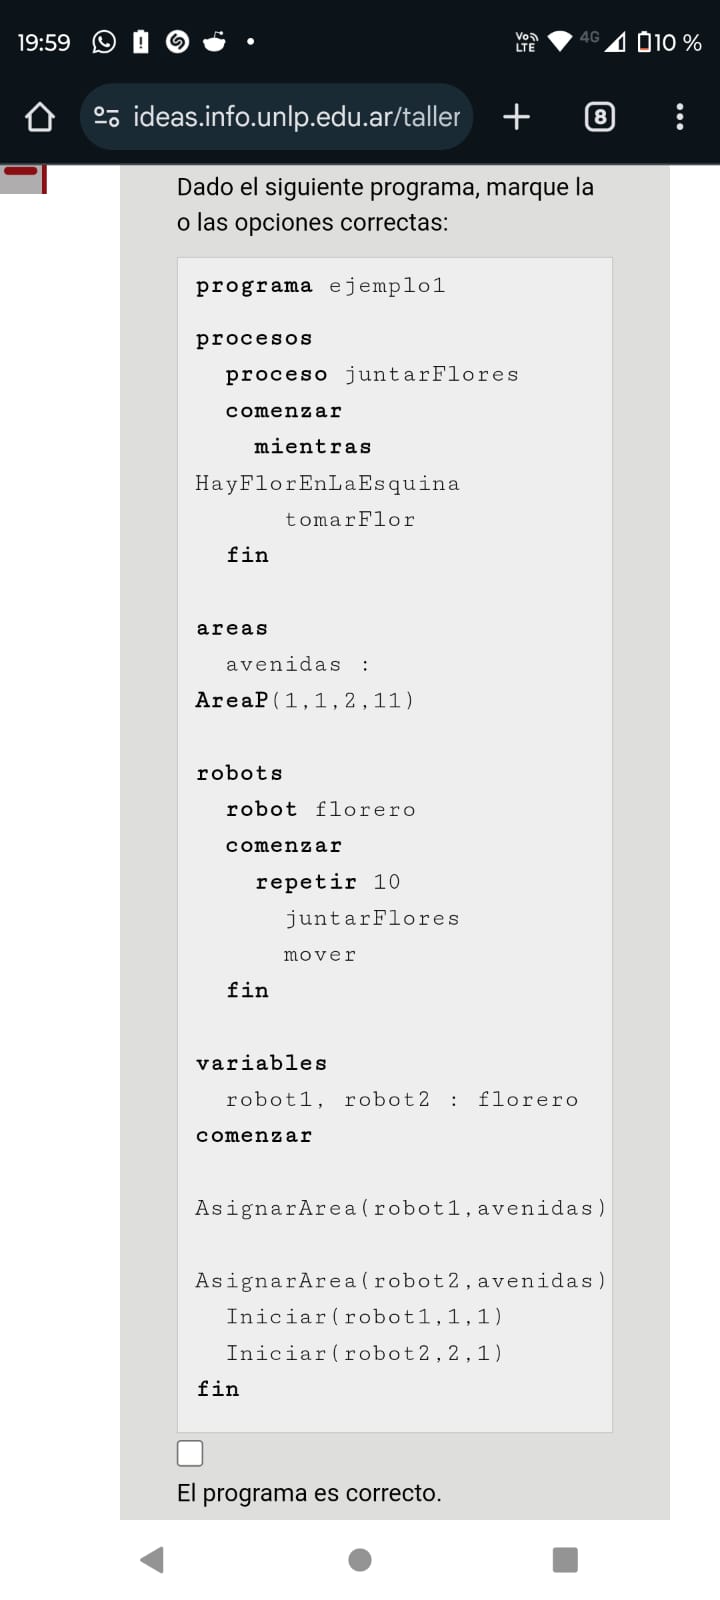 19:59
Vo))
LTE
4G
10 %
ideas.info.unlp.edu.ar/taller
8
Dado el siguiente programa, marque la
o las opciones correctas:
programa ejemplo1
procesos
proceso juntarFlores
comenzar
mientras
HayFlorEnLaEsquina
tomarFlor
fin
areas
avenidas :
AreaP(1,1,2,11)
robots
robot florero
comenzar
repetir 10
juntarFlores
mover
fin
variables
robot1, robot2 : florero
comenzar
AsignarArea(robot1,avenidas)
AsignarArea(robot2,avenidas)
Iniciar(robot1,1,1)
Iniciar(robot2,2,1)
fin
El programa es correcto.